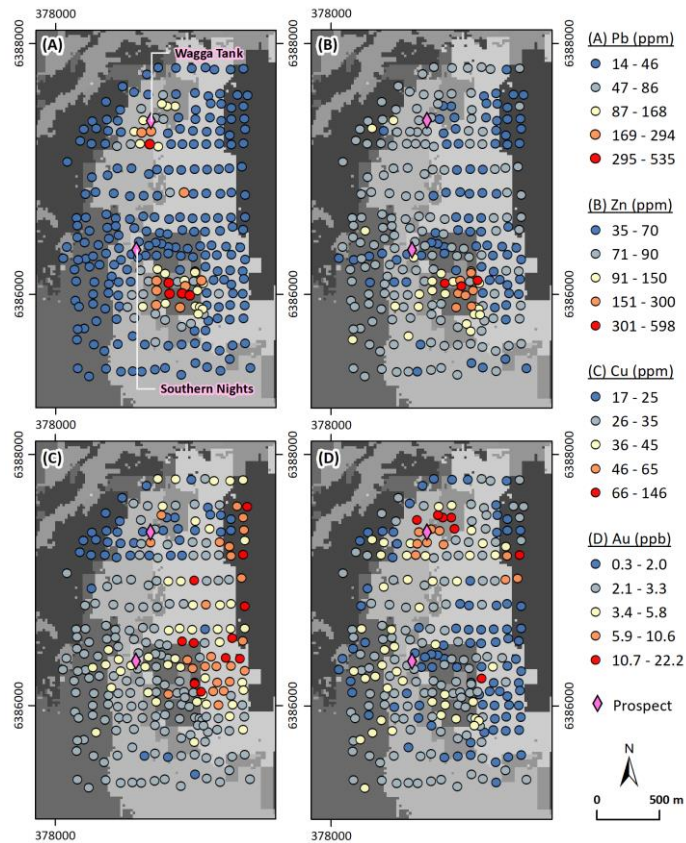 378000
378000
(A)
Wagga Tank
(B)
6388000
6388000
6386000
6386000
Southern Nights
(A) Pb (ppm)
14 - 46
47 - 86
87 - 168
169 - 294
295 - 535
(B) Zn (ppm)
35 - 70
71 - 90
91 - 150
151 - 300
301 - 598
378000
378000
(C)
(D)
6388000
6388000
6386000
6386000
378000
378000
(C) Cu (ppm)
17 - 25
26 - 35
36 - 45
46 - 65
66 - 146
(D) Au (ppb)
0.3 - 2.0
2.1 - 3.3
3.4 - 5.8
5.9 - 10.6
10.7 - 22.2
Prospect
N
0 500 m